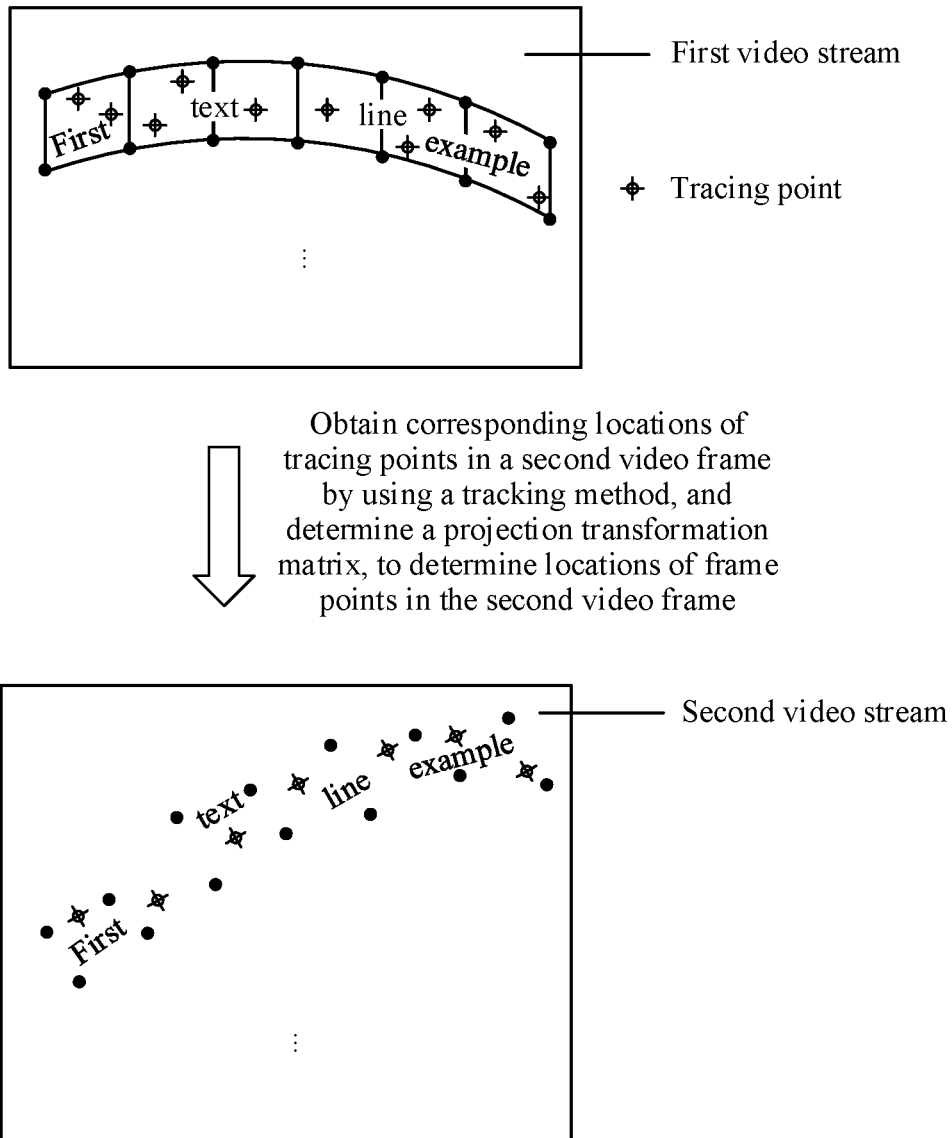 First video stream
First text line example
Tracing point
⋮
Obtain corresponding locations of
tracing points in a second video frame
by using a tracking method, and
determine a projection transformation
matrix, to determine locations of frame
points in the second video frame
Second video stream
First text line example
⋮